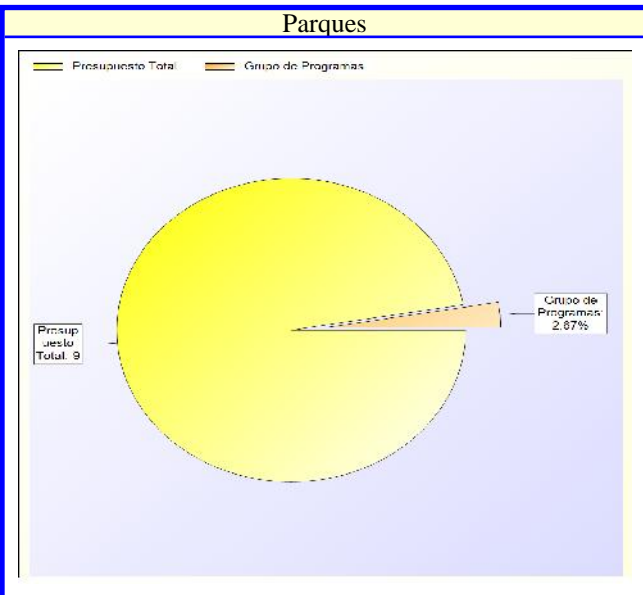 Parques
Presupuesto Total Grupo de Programas
Grupo de
Programas:
2.87%
Presup
uesto
Total: 9